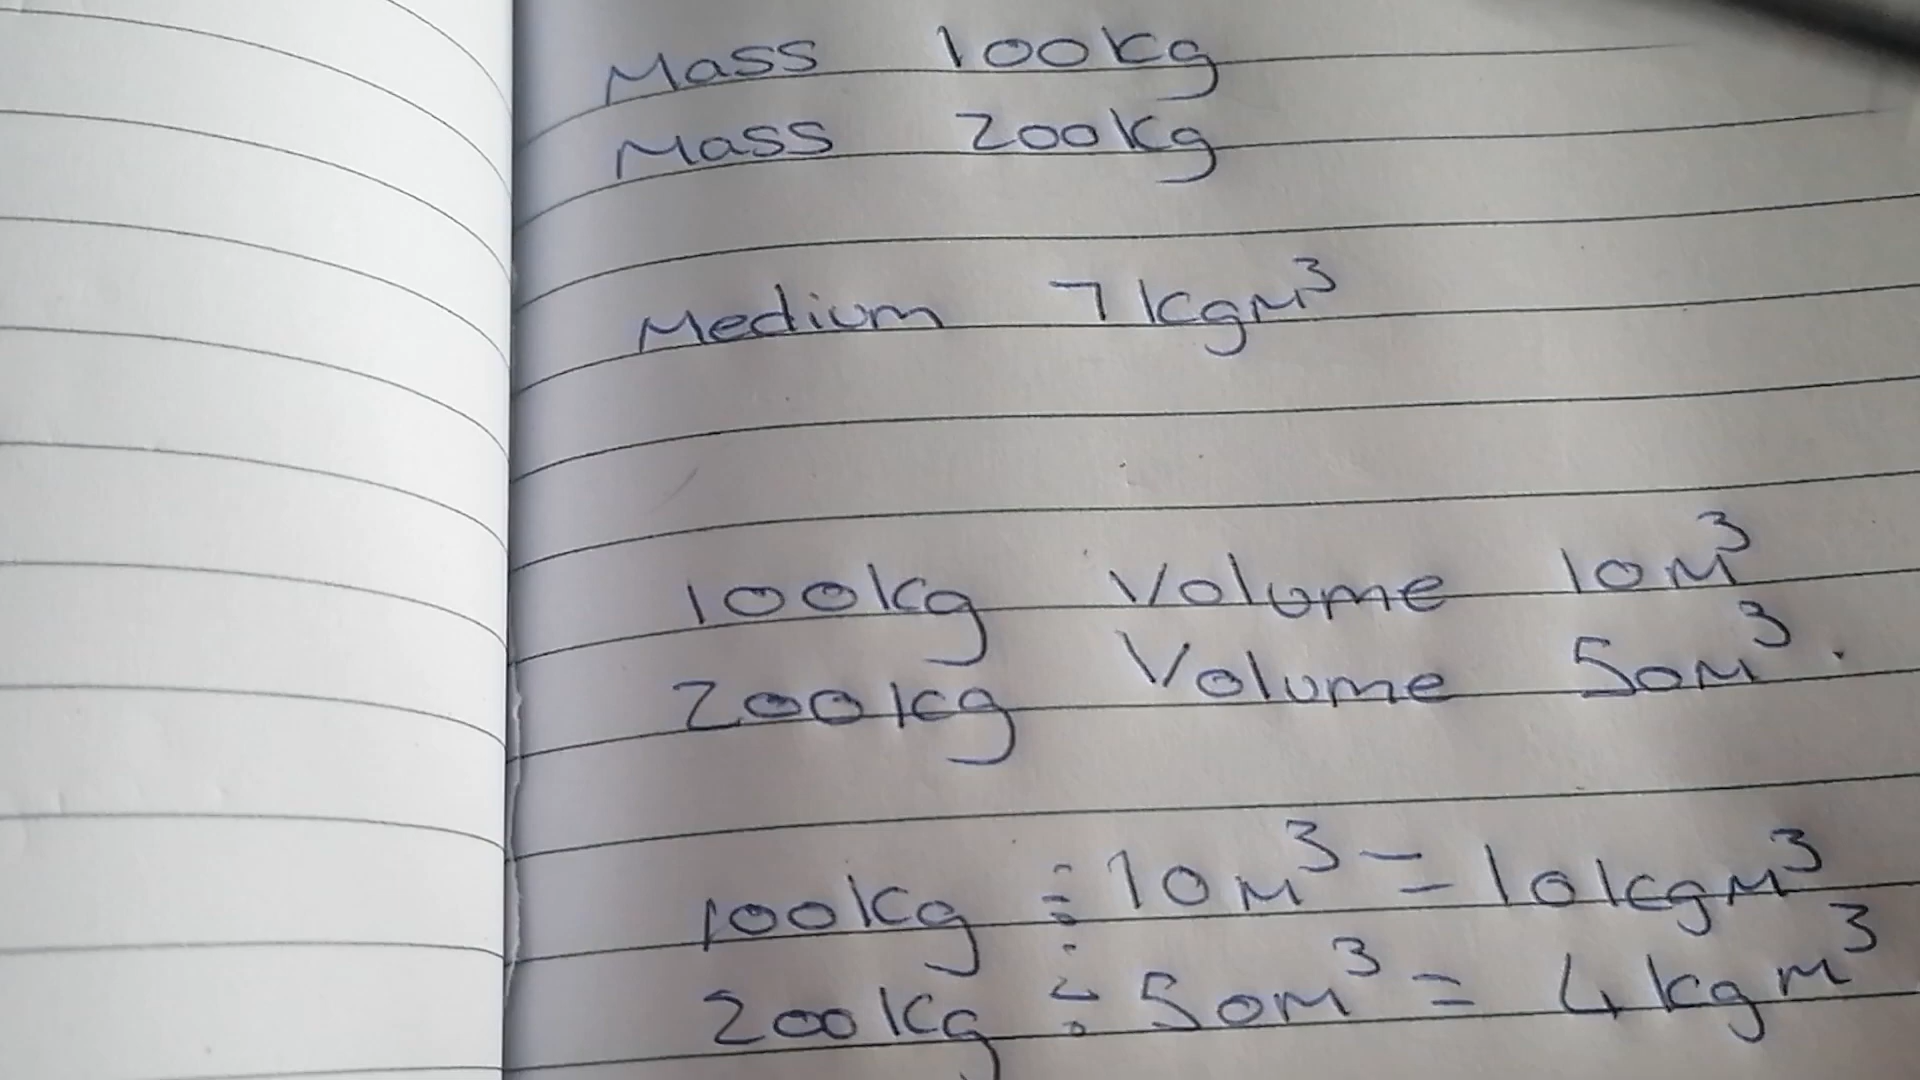 Mass 100kg
Mass 200kg
Medium 7kgm³
100kg Volume 10m³
200kg Volume 50m³.
100kg ÷ 10m³ = 10kgm³
200kg ÷ 50m³ = 4kgm³